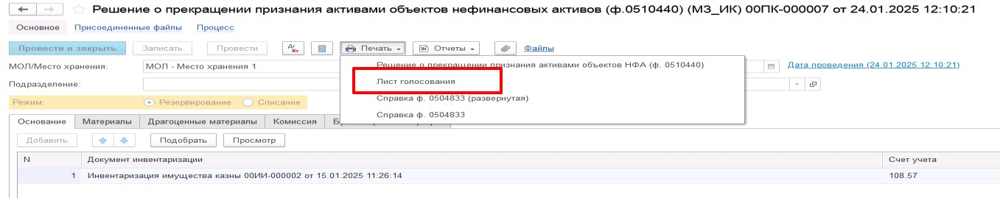 Решение о прекращении признания активами объектов нефинансовых активов (ф.0510440) (МЗ_ИК) 00ПК-000007 от 24.01.2025 12:10:21
Основное Присоединенные файлы Процесс
Провести и закрыть Записать Провести Дт Кт Печать Отчеты Файлы
МОЛ/Место хранения: МОЛ - Место хранения 1 Дата проведения (24.01.2025 12:10:21)
Решение о прекращении признания активами объектов НФА (ф. 0510440)
Лист голосования
Справка ф. 0504833 (развернутая)
Справка ф. 0504833
Подразделение:
Режим: Резервирование Списание
Основание Материалы Драгоценные материалы Комиссия
Добавить Подобрать Просмотр
N Документ инвентаризации Счет учета
1 Инвентаризация имущества казны 00ИИ-000002 от 15.01.2025 11:26:14 108.57